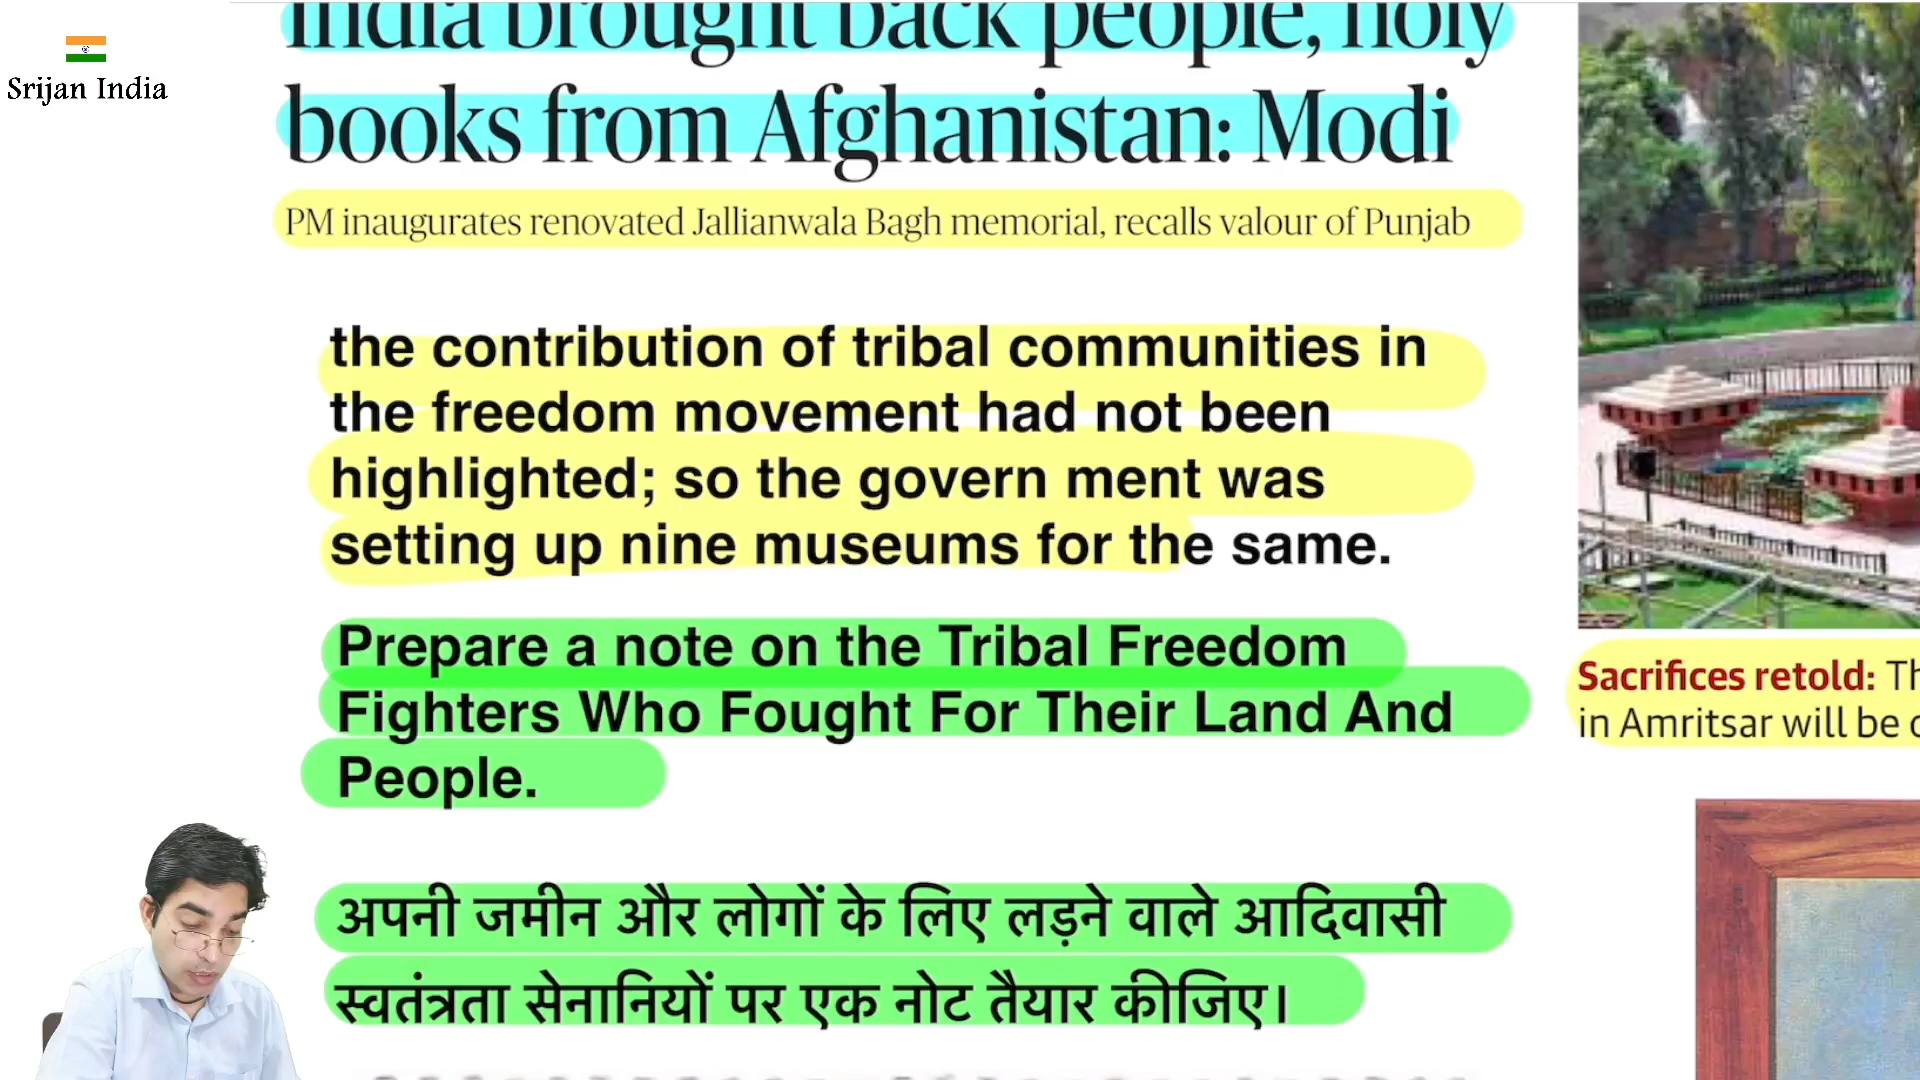 India brought back people, holy
books from Afghanistan: Modi
Srijan India
PM inaugurates renovated Jallianwala Bagh memorial, recalls valour of Punjab
the contribution of tribal communities in
the freedom movement had not been
highlighted; so the govern ment was
setting up nine museums for the same.
Prepare a note on the Tribal Freedom
Fighters Who Fought For Their Land And
People.
Sacrifices retold:
in Amritsar will be
अपनी जमीन और लोगों के लिए लड़ने वाले आदिवासी
स्वतंत्रता सेनानियों पर एक नोट तैयार कीजिए।